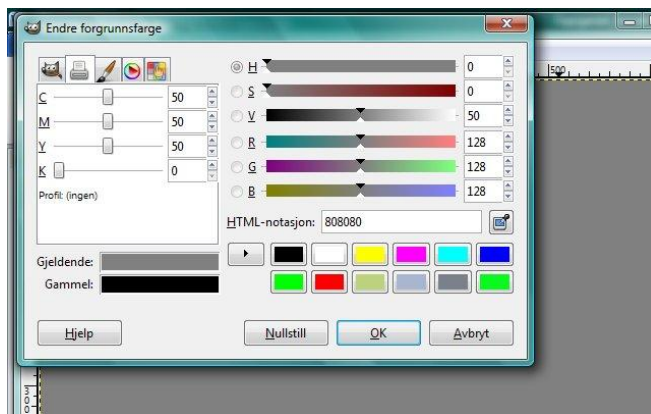 Endre forgrunnsfarge
C 50
M 50
Y 50
K 0
Profil: (ingen)
H 0
S 0
V 50
R 128
G 128
B 128
HTML-notasjon: 808080
Gjeldende:
Gammel:
Hjelp Nullstill OK Avbryt
500